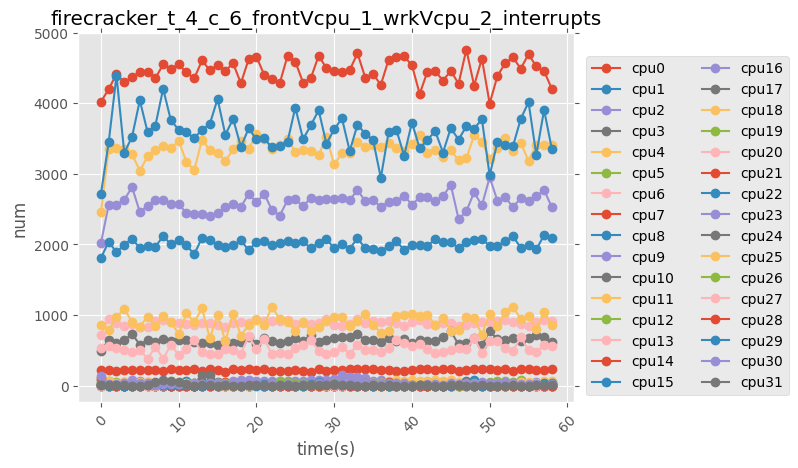 firecracker_t_4_c_6_frontVcpu_1_wrkVcpu_2_interrupts
5000
4000
3000
2000
1000
0
num
0
10
20
30
40
50
60
time(s)
cpu0
cpu1
cpu2
cpu3
cpu4
cpu5
cpu6
cpu7
cpu8
cpu9
cpu10
cpu11
cpu12
cpu13
cpu14
cpu15
cpu16
cpu17
cpu18
cpu19
cpu20
cpu21
cpu22
cpu23
cpu24
cpu25
cpu26
cpu27
cpu28
cpu29
cpu30
cpu31